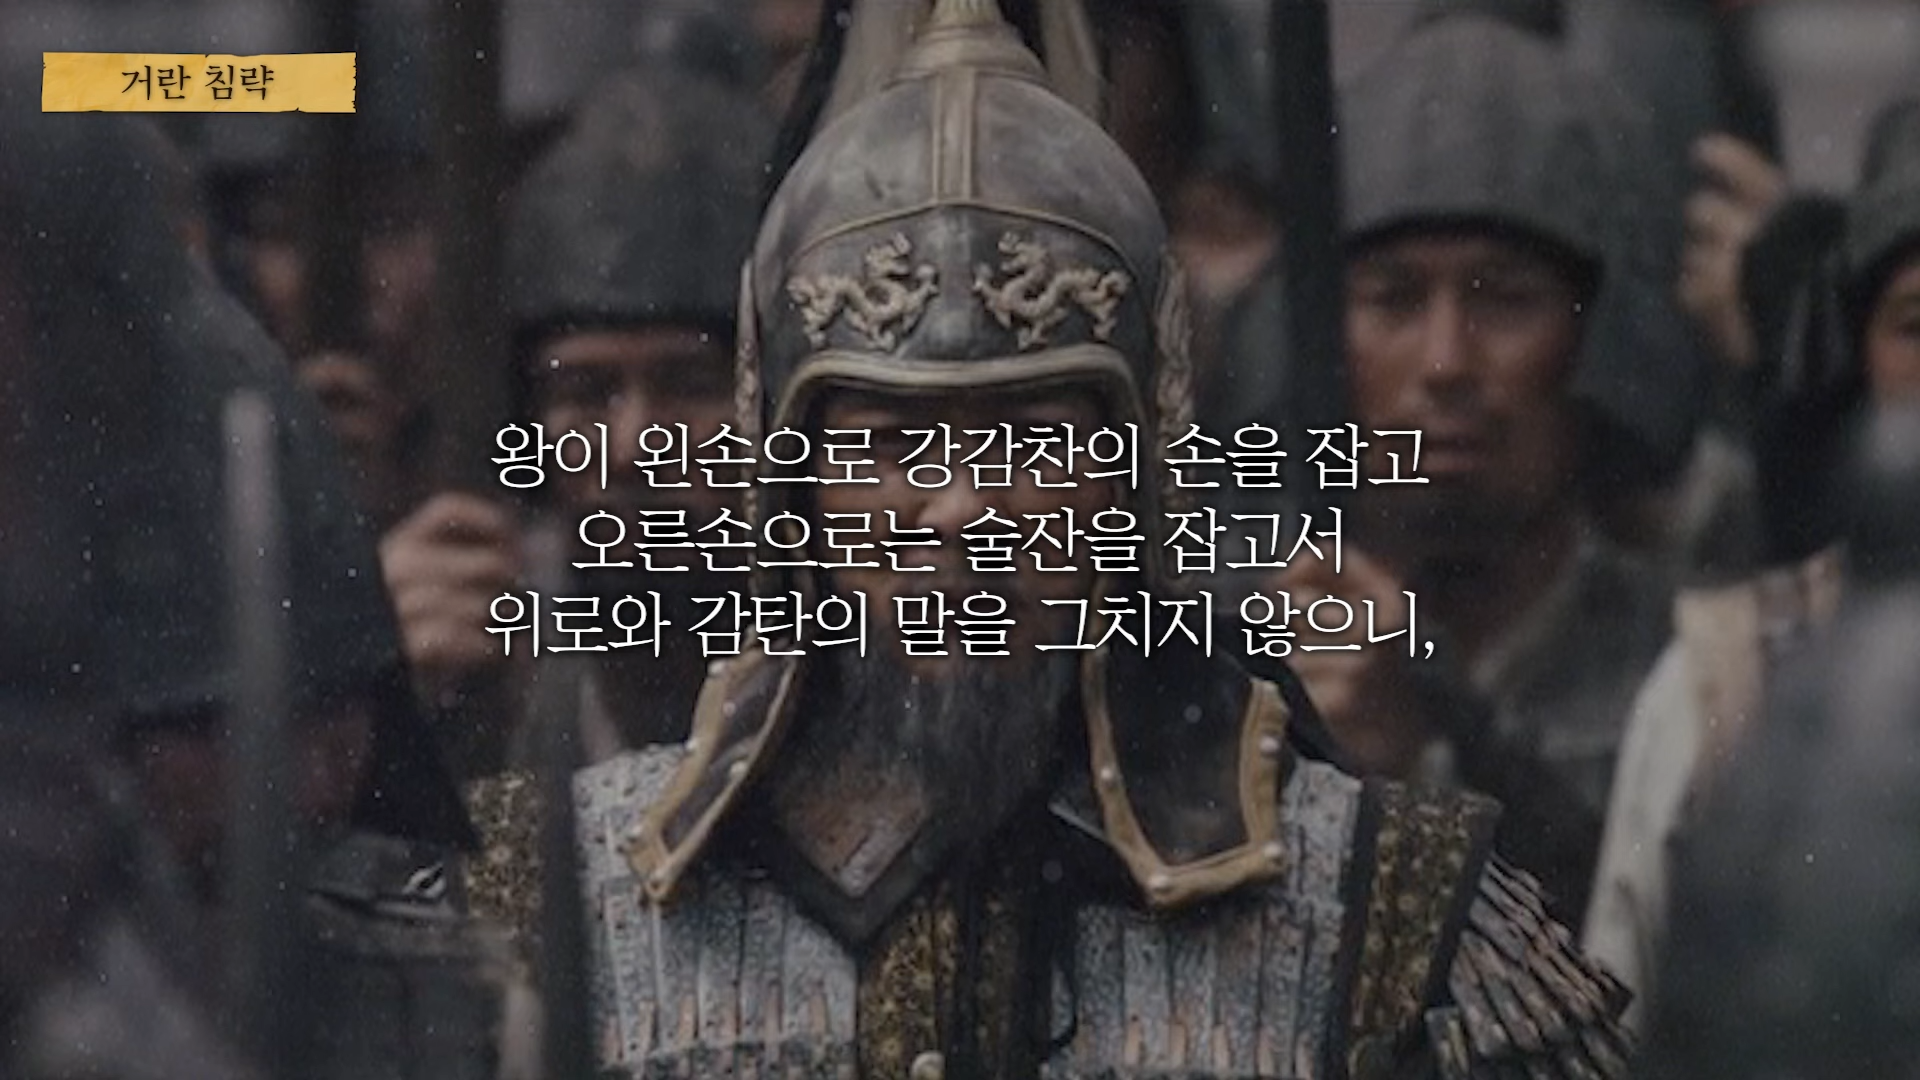 거란 침략
왕이 왼손으로 강감찬의 손을 잡고
오른손으로는 술잔을 잡고서
위로와 감탄의 말을 그치지 않으니,